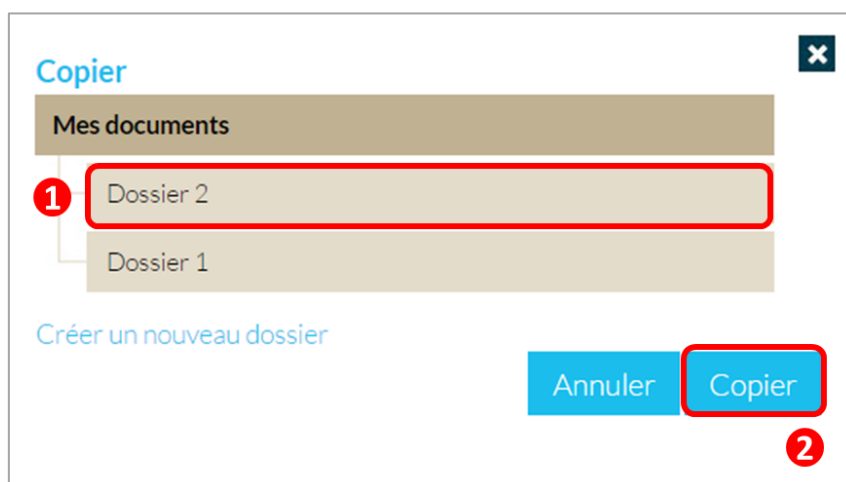 Copier
Mes documents
1
Dossier 2
Dossier 1
Créer un nouveau dossier
Annuler
Copier
2